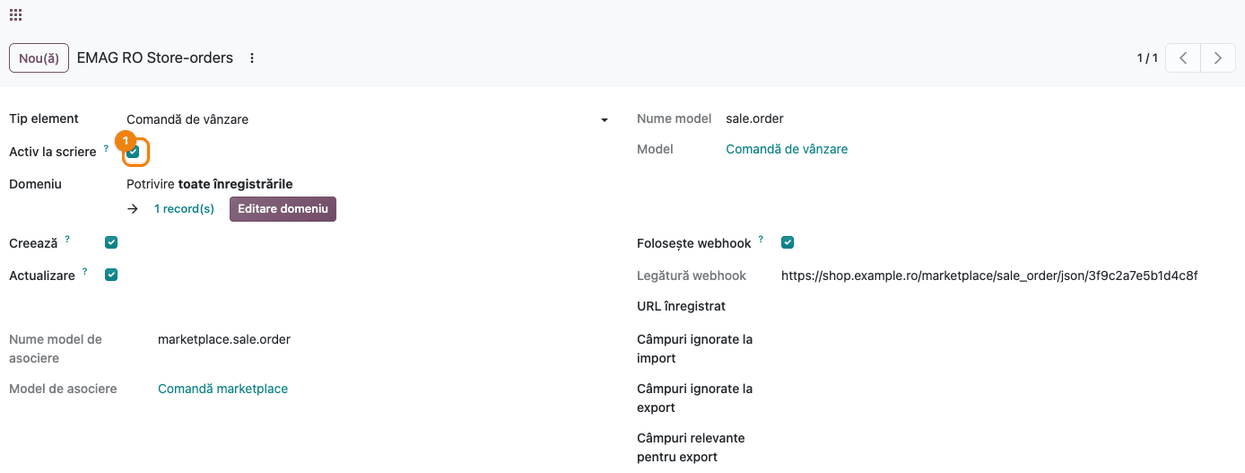 Nou(ă) EMAG RO Store-orders 1 / 1
Tip element Comandă de vânzare Nume model sale.order
1
Activ la scriere ? Model Comandă de vânzare
Domeniu Potrivire toate înregistrările
1 record(s) Editare domeniu
Creează ? Folosește webhook ?
Actualizare ? Legătură webhook https://shop.example.ro/marketplace/sale_order/json/3f9c2a7e5b1d4c8f
URL înregistrat
Nume model de marketplace.sale.order Câmpuri ignorate la
asociere import
Model de asociere Comandă marketplace Câmpuri ignorate la
export
Câmpuri relevante
pentru export